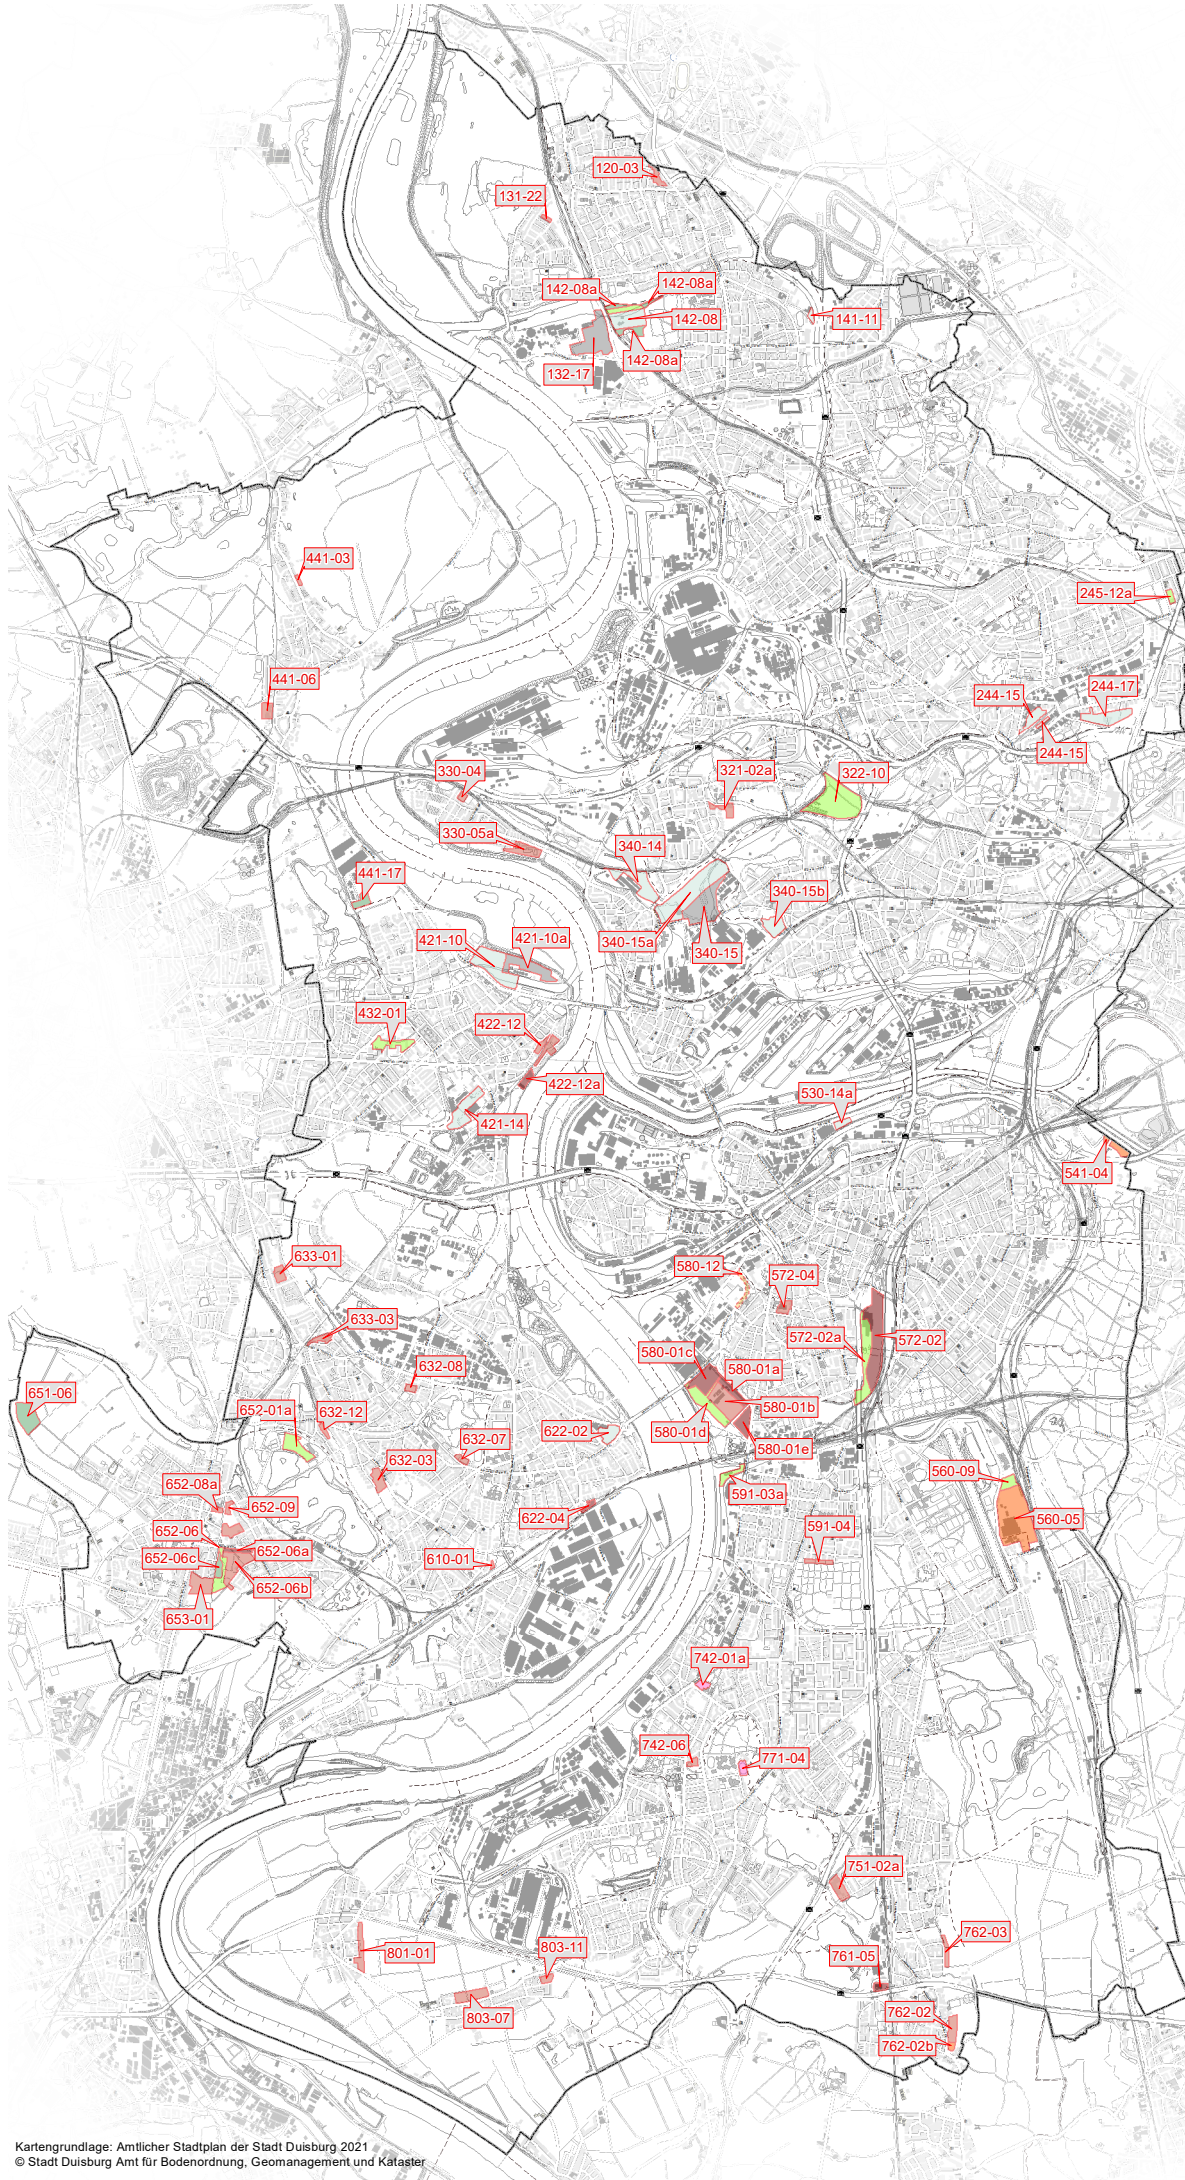 120-03
131-22
142-08a
142-08a
142-08
141-11
142-08a
132-17
441-03
245-12a
441-06
244-15
244-17
244-15
330-04
321-02a
322-10
330-05a
340-14
441-17
340-15b
421-10
421-10a
340-15a
340-15
432-01
422-12
422-12a
530-14a
421-14
541-04
633-01
580-12
572-04
633-03
572-02a
572-02
580-01c
580-01a
632-08
651-06
652-01a
632-12
580-01b
622-02
580-01d
632-07
580-01e
632-03
560-09
652-08a
652-09
591-03a
622-04
560-05
652-06
591-04
652-06a
652-06c
610-01
652-06b
653-01
742-01a
742-06
771-04
751-02a
762-03
801-01
803-11
761-05
803-07
762-02
762-02b
Kartengrundlage: Amtlicher Stadtplan der Stadt Duisburg 2021
© Stadt Duisburg Amt für Bodenordnung, Geomanagement und Kataster